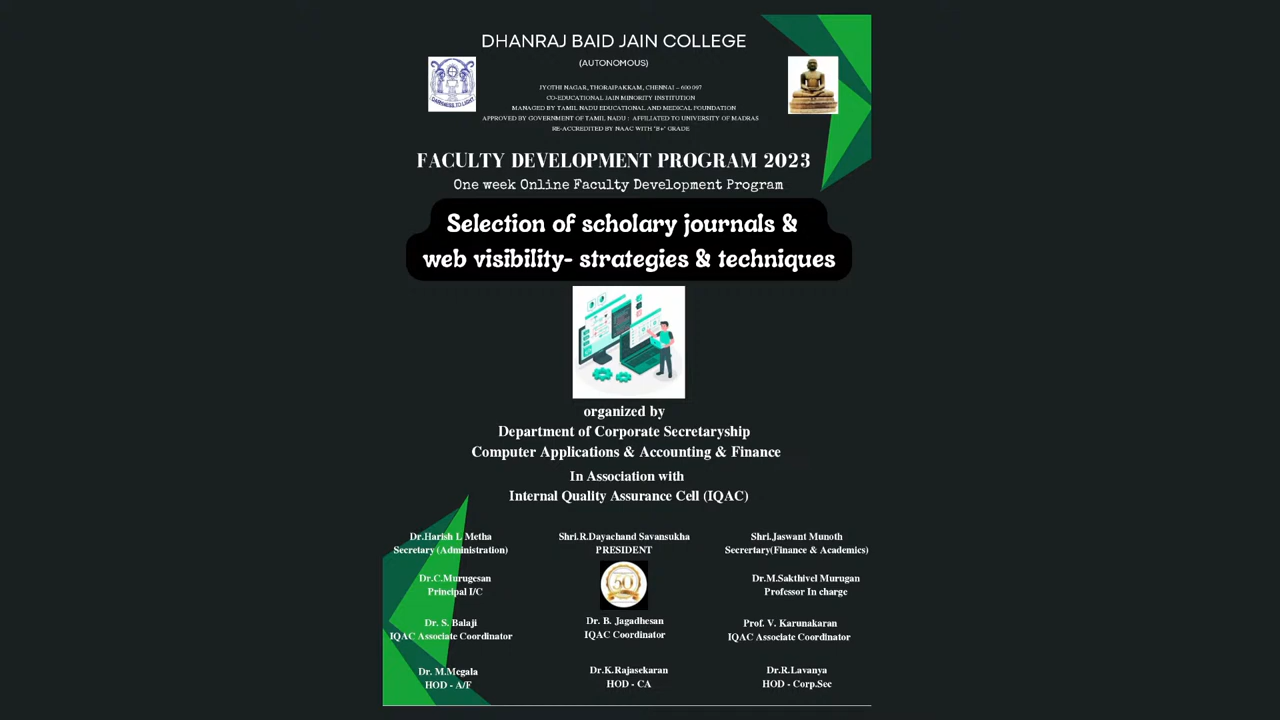 DHANRAJ BAID JAIN COLLEGE
(AUTONOMOUS)
JYOTHI NAGAR, THORAIPAKKAM, CHENNAI – 600 097
CO-EDUCATIONAL JAIN MINORITY INSTITUTION
MANAGED BY TAMIL NADU EDUCATIONAL AND MEDICAL FOUNDATION
APPROVED BY GOVERNMENT OF TAMIL NADU : AFFILIATED TO UNIVERSITY OF MADRAS
RE-ACCREDITED BY NAAC WITH "B+" GRADE
DARKNESS TO LIGHT
FACULTY DEVELOPMENT PROGRAM 2023
One week Online Faculty Development Program
Selection of scholary journals &
web visibility- strategies & techniques
organized by
Department of Corporate Secretaryship
Computer Applications & Accounting & Finance
In Association with
Internal Quality Assurance Cell (IQAC)
Dr.Harish L Metha
Secretary (Administration)
Shri.R.Dayachand Savansukha
PRESIDENT
Shri.Jaswant Munoth
Secrertary(Finance & Academics)
Dr.C.Murugesan
Principal I/C
50
Dr.M.Sakthivel Murugan
Professor In charge
Dr. S. Balaji
IQAC Associate Coordinator
Dr. B. Jagadhesan
IQAC Coordinator
Prof. V. Karunakaran
IQAC Associate Coordinator
Dr. M.Megala
HOD - A/F
Dr.K.Rajasekaran
HOD - CA
Dr.R.Lavanya
HOD - Corp.Sec